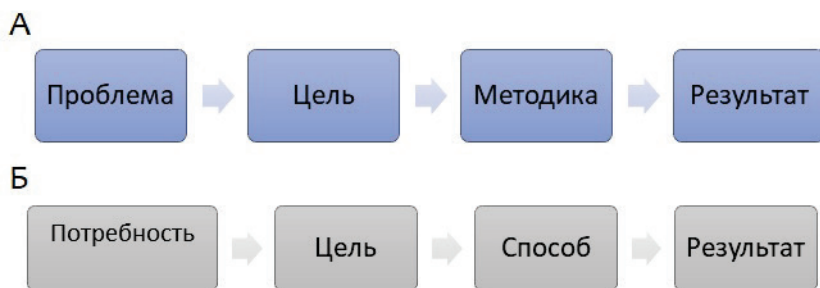 А
Проблема Цель Методика Результат
Б
Потребность Цель Способ Результат